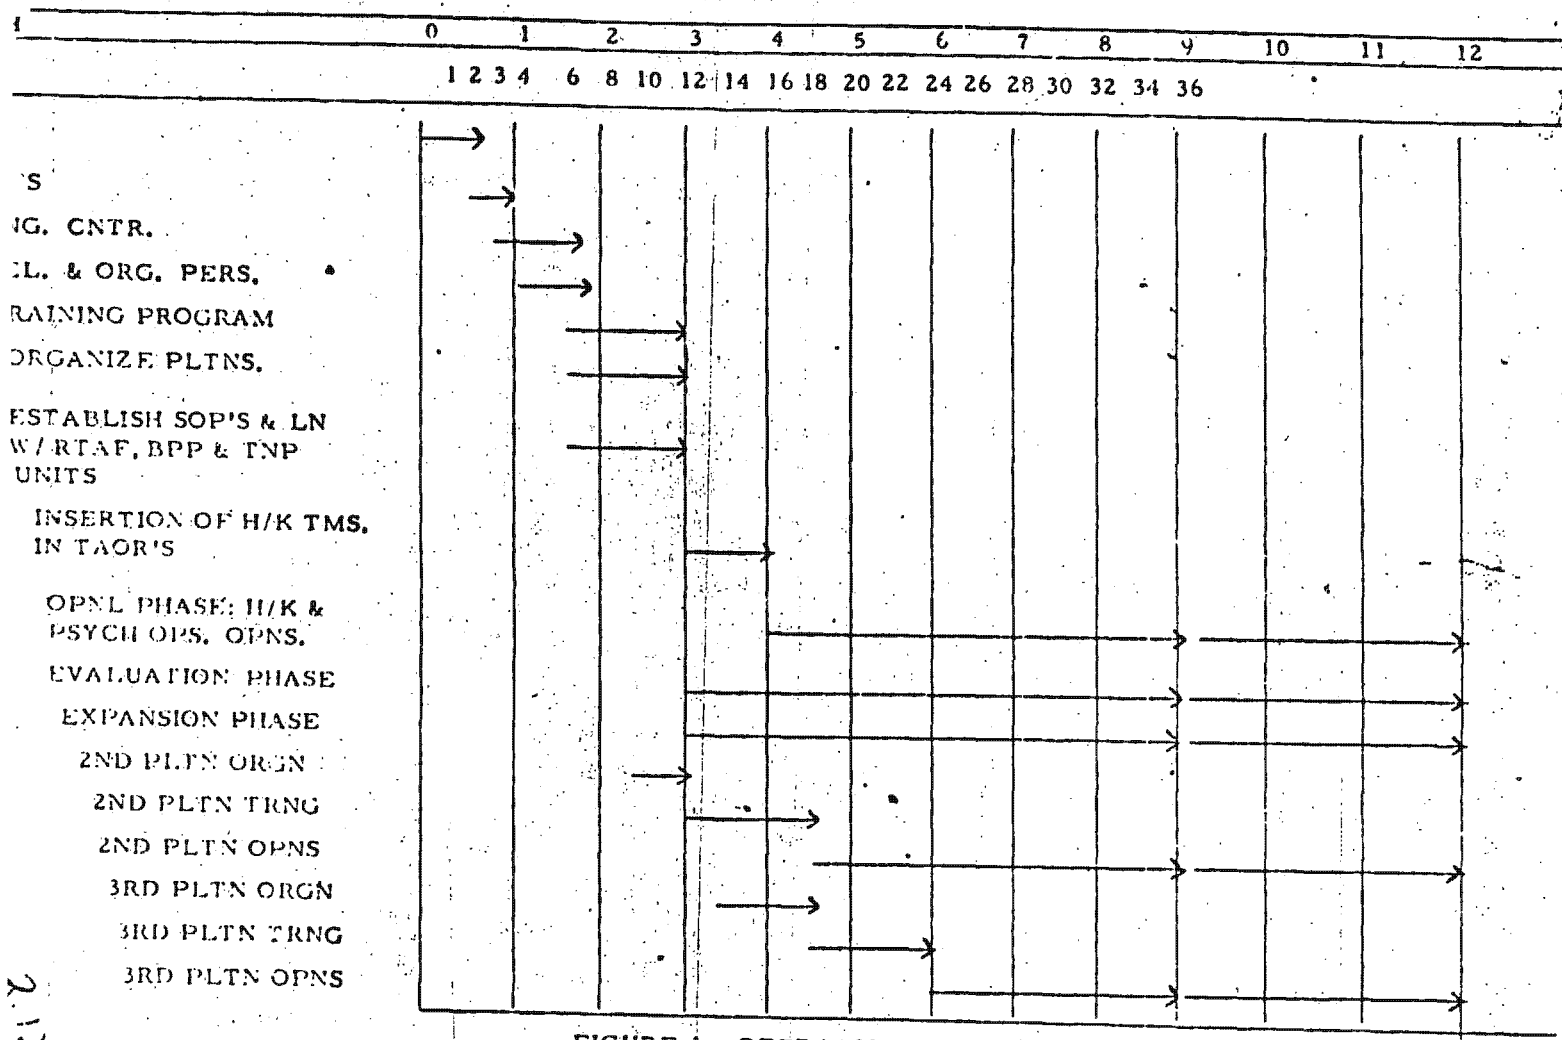 0 1 2 3 4 5 6 7 8 9 10 11 12
1 2 3 4 6 8 10 12 14 16 18 20 22 24 26 28 30 32 34 36
S
NG. CNTR.
EL. & ORG. PERS.
RAINING PROGRAM
ORGANIZE PLTNS.
ESTABLISH SOP'S & LN
W/ RTAF, BPP & TNP
UNITS
INSERTION OF H/K TMS.
IN TAOR'S
OPNL PHASE: H/K &
PSYCH OPS. OPNS.
EVALUATION PHASE
EXPANSION PHASE
2ND PLTN ORGN
2ND PLTN TRNG
2ND PLTN OPNS
3RD PLTN ORGN
3RD PLTN TRNG
3RD PLTN OPNS